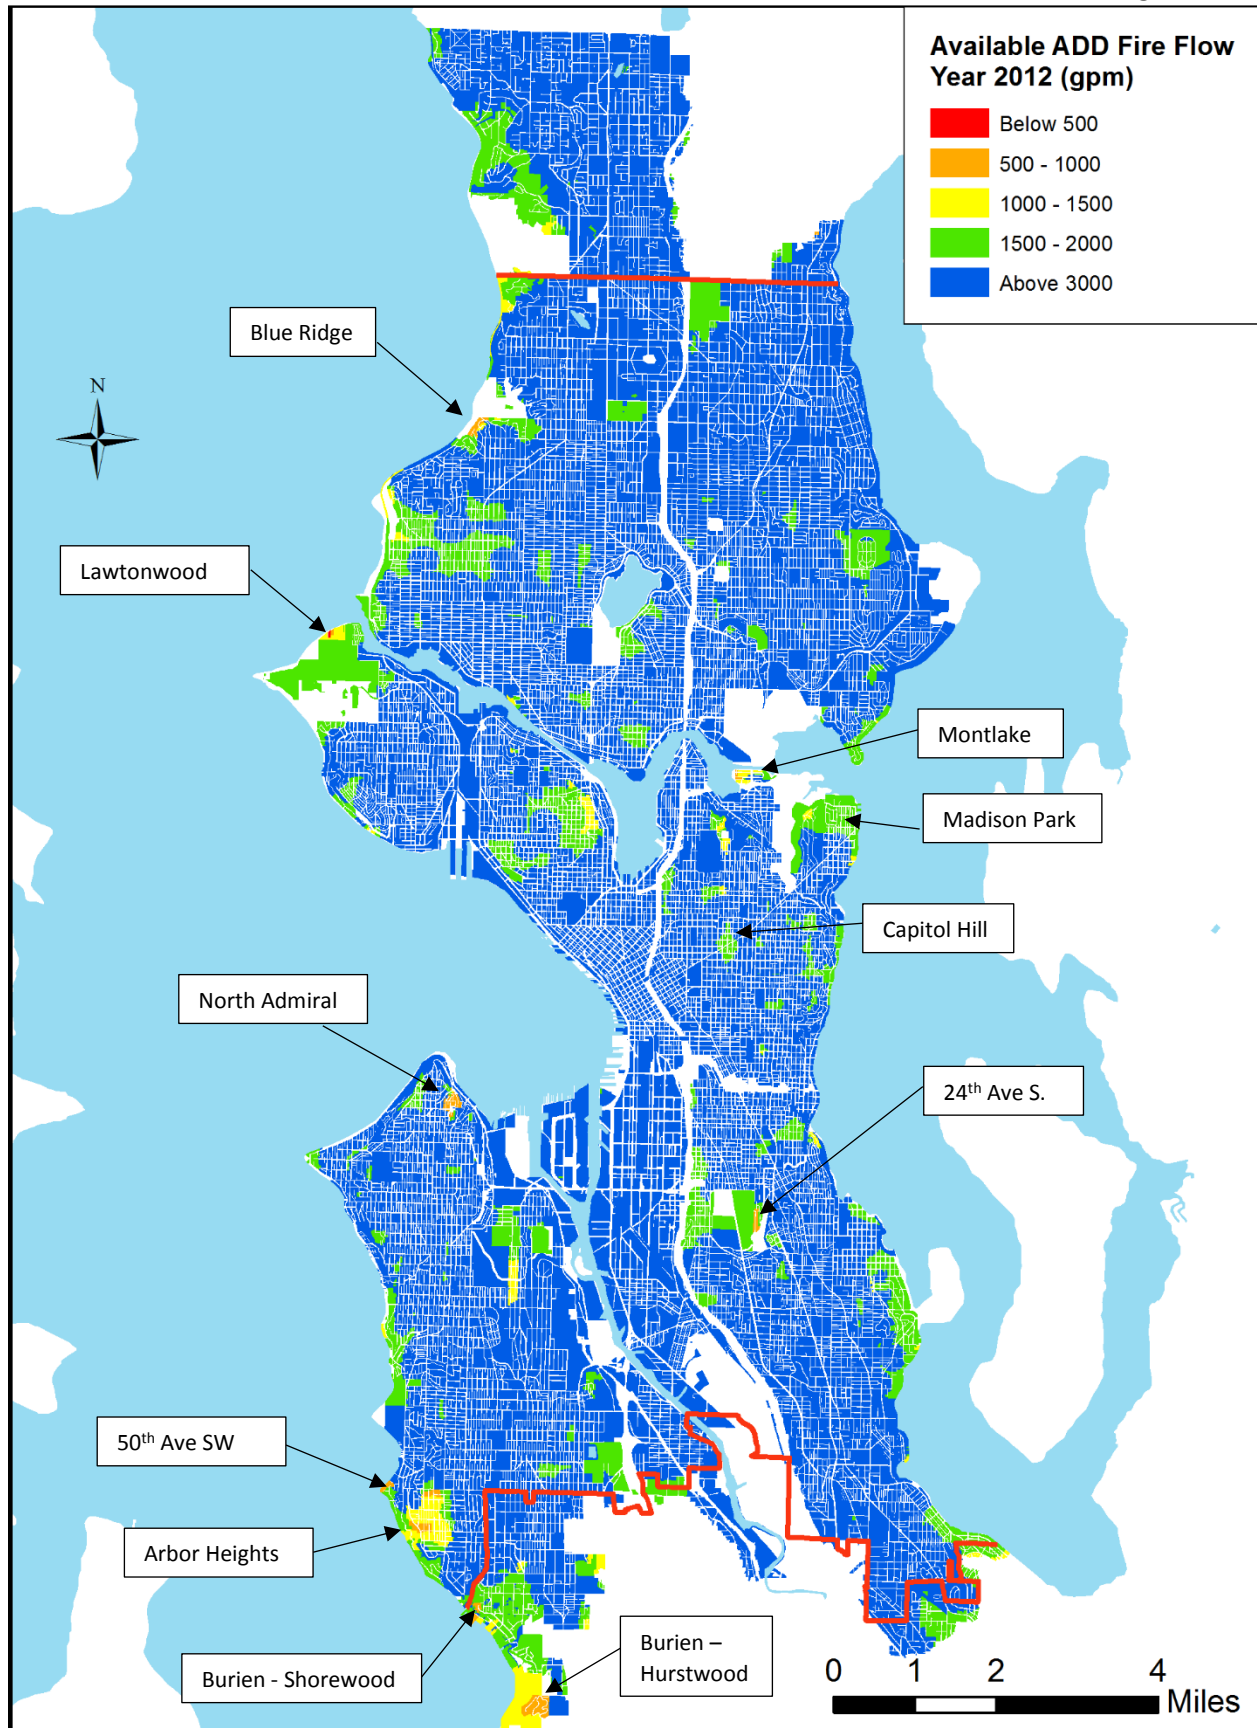 Available ADD Fire Flow
Year 2012 (gpm)
Below 500
500 - 1000
1000 - 1500
1500 - 2000
Above 3000
Blue Ridge
N
Lawtonwood
Montlake
Madison Park
Capitol Hill
North Admiral
24th Ave S.
50th Ave SW
Arbor Heights
Burien - Shorewood
Burien –
Hurstwood
0 1 2 4
Miles